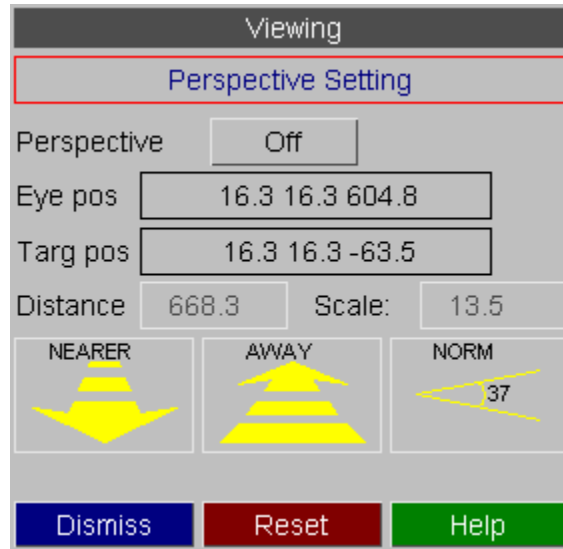 Viewing
Perspective Setting
Perspective Off
Eye pos 16.3 16.3 604.8
Targ pos 16.3 16.3 -63.5
Distance 668.3 Scale: 13.5
NEARER AWAY NORM
37
Dismiss Reset Help